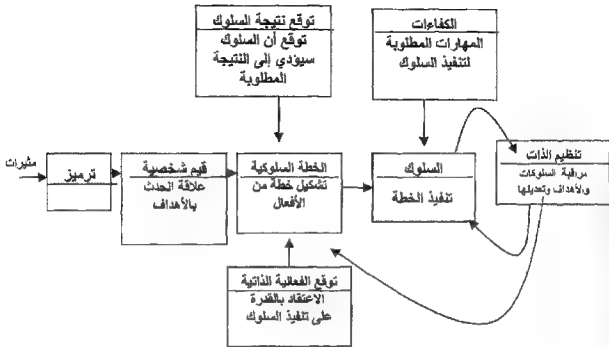 توقع نتيجة السلوك
توقع أن السلوك
سيؤدي إلى النتيجة
المطلوبة
الكفاءات
المهارات المطلوبة
لتنفيذ السلوك
مثيرات
ترميز
قيم شخصية
علاقة الحدث
بالأهداف
الخطة السلوكية
تشكيل خطة من
الأفعال
السلوك
تنفيذ الخطة
تنظيم الذات
مراقبة السلوكات
والأهداف وتعديلها
توقع الفعالية الذاتية
الاعتقاد بالقدرة
على تنفيذ السلوك